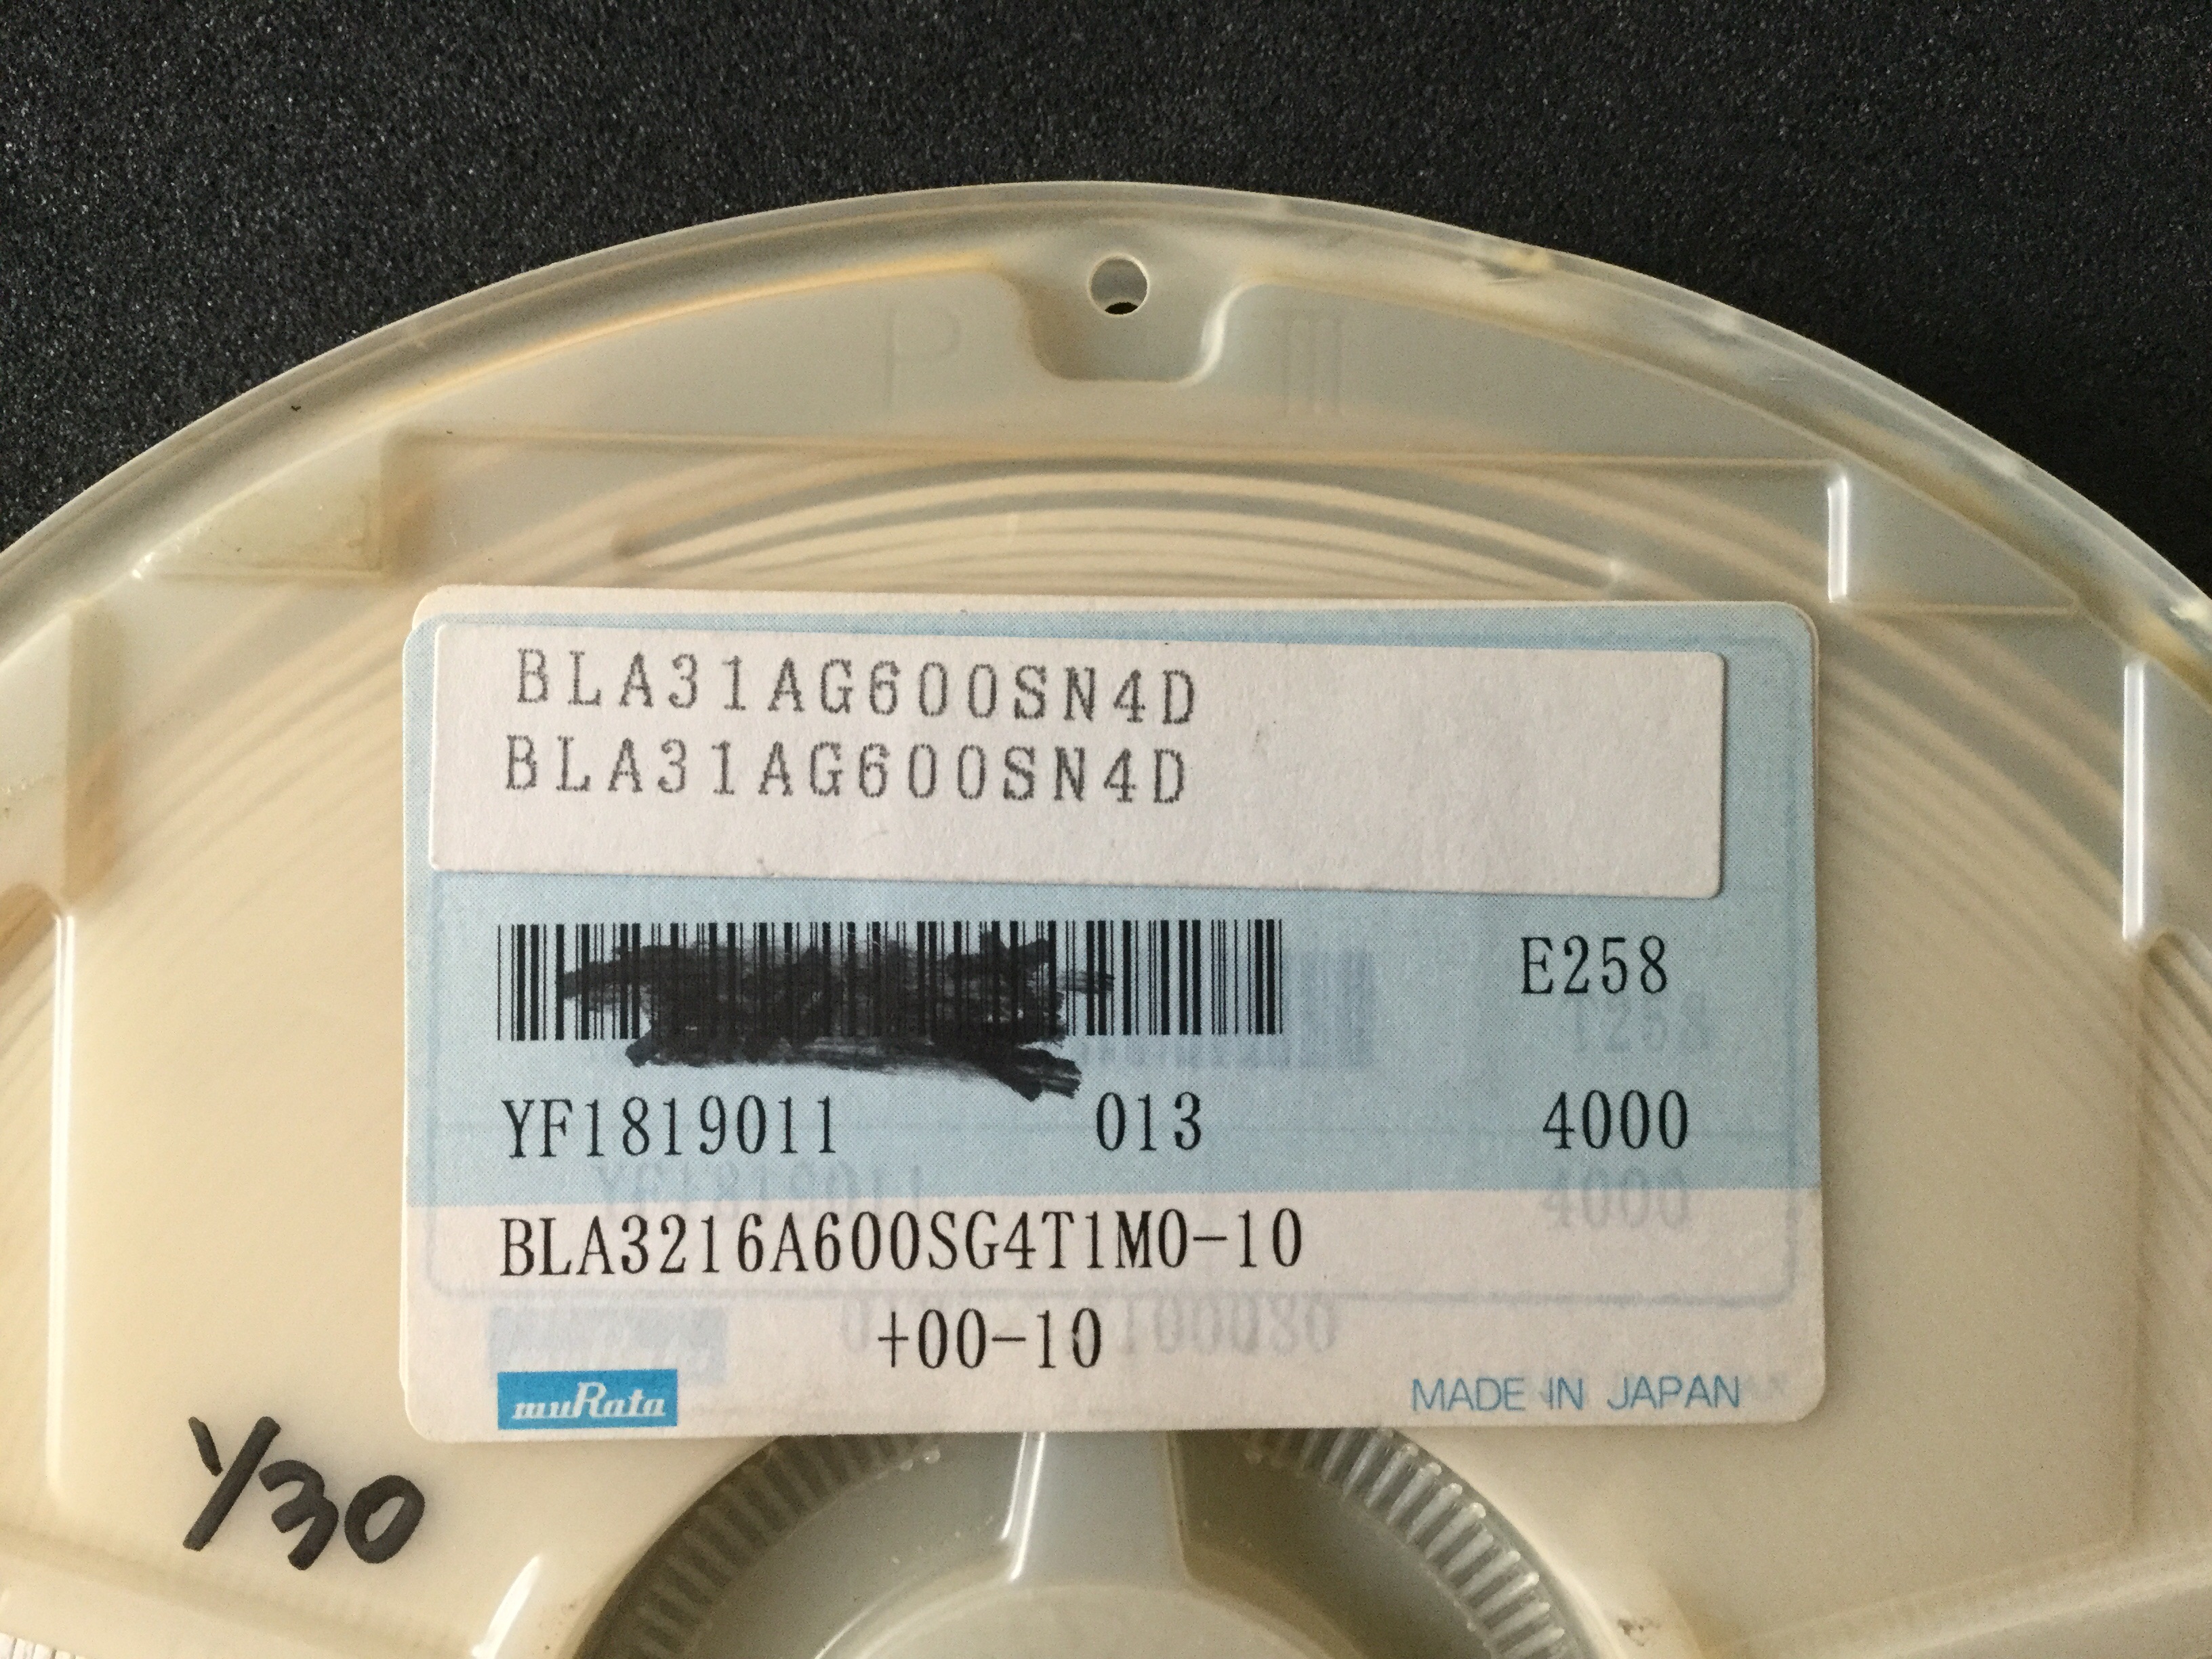 P
BLA31AG600SN4D
BLA31AG600SN4D
E258
YF1819011 013 4000
BLA3216A600SG4T1M0-10
+00-10
muRata
MADE IN JAPAN
1/30